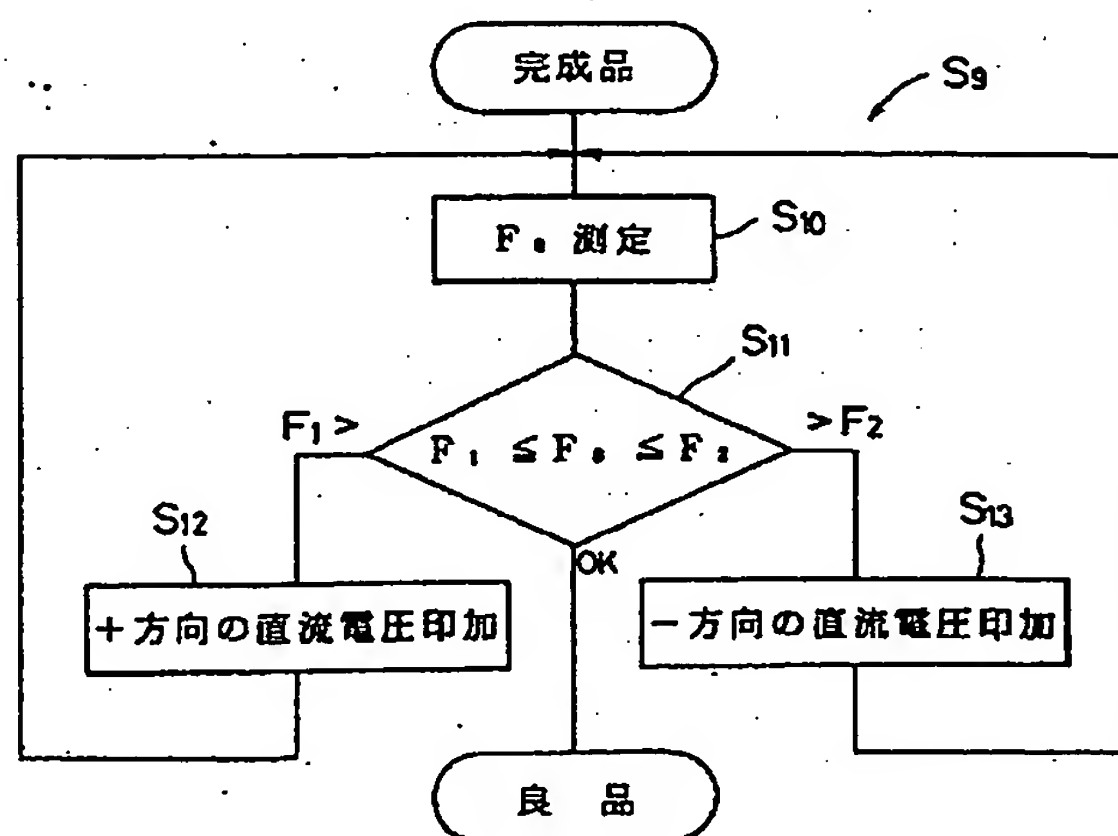 完成品
S9
F₀ 測定
S10
S11
F1 >
F₁ ≦ F₀ ≦ F₂
> F2
S12
S13
OK
+方向の直流電圧印加
−方向の直流電圧印加
良 品